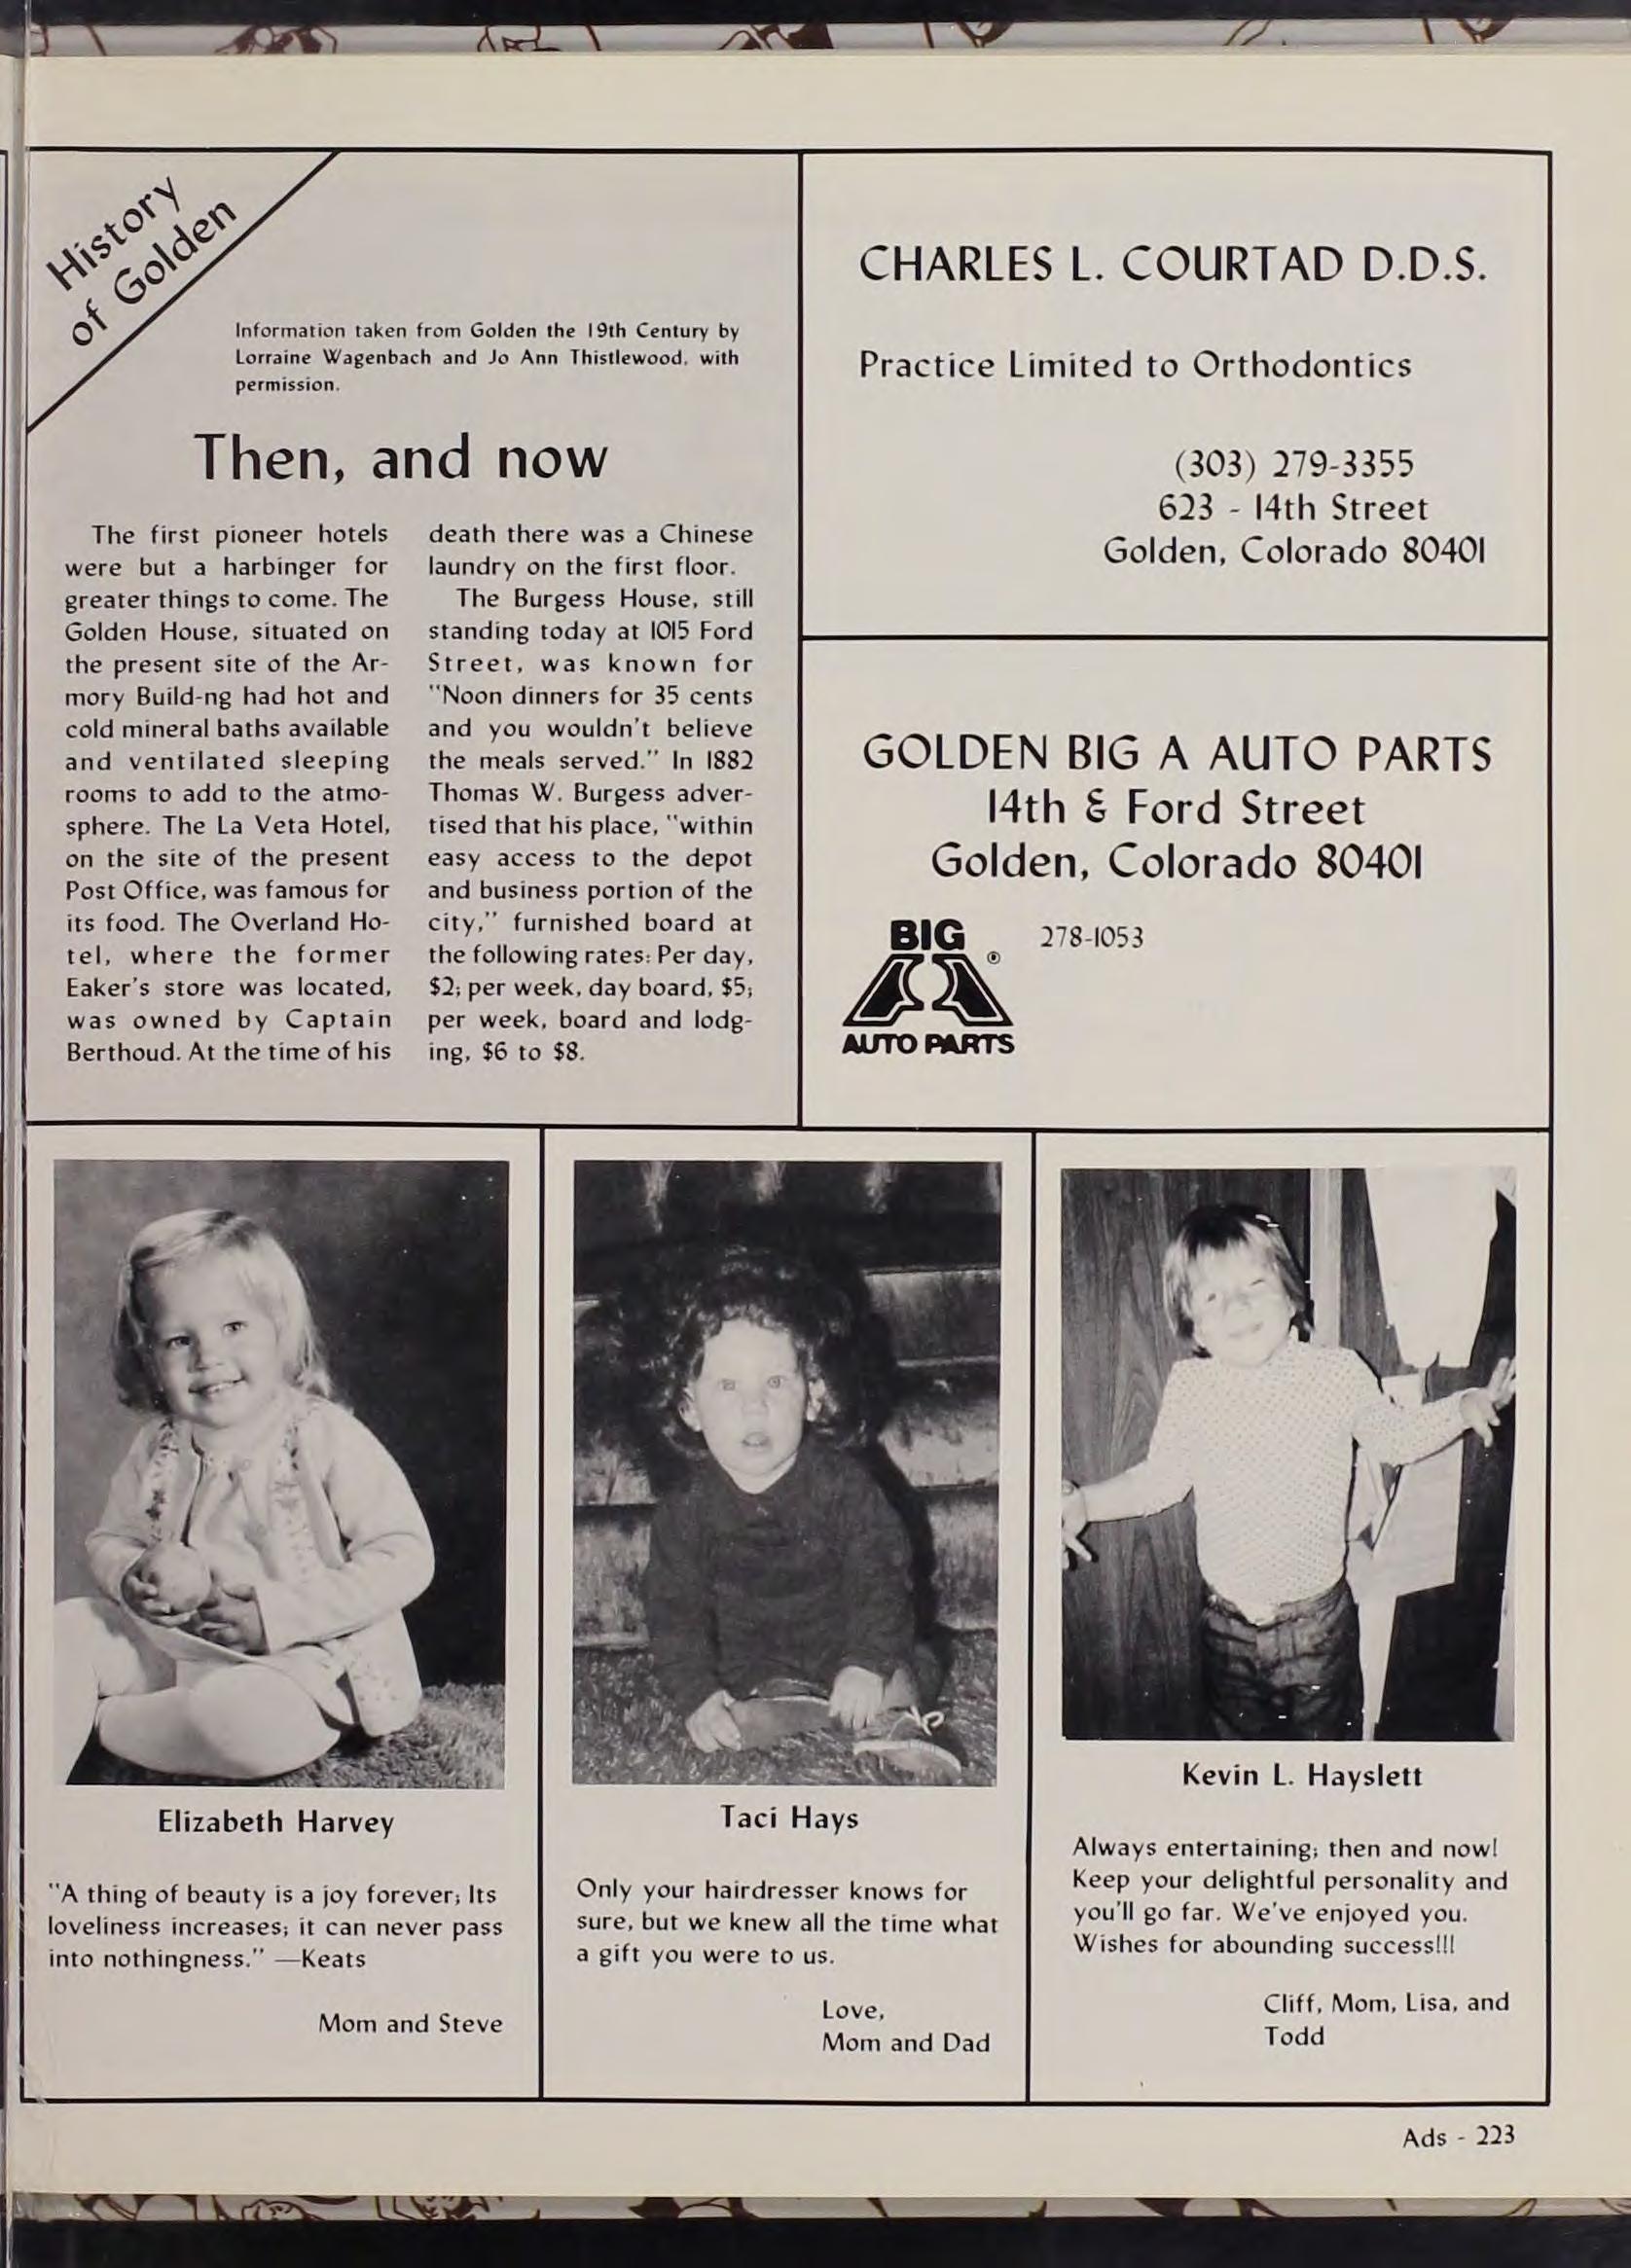 History
of Golden
Information taken from Golden the 19th Century by
Lorraine Wagenbach and Jo Ann Thistlewood, with
permission.
Then, and now
The first pioneer hotels
were but a harbinger for
greater things to come. The
Golden House, situated on
the present site of the Ar-
mory Build-ng had hot and
cold mineral baths available
and ventilated sleeping
rooms to add to the atmo-
sphere. The La Veta Hotel,
on the site of the present
Post Office, was famous for
its food. The Overland Ho-
tel, where the former
Eaker's store was located,
was owned by Captain
Berthoud. At the time of his
death there was a Chinese
laundry on the first floor.
The Burgess House, still
standing today at 1015 Ford
Street, was known for
"Noon dinners for 35 cents
and you wouldn't believe
the meals served." In 1882
Thomas W. Burgess adver-
tised that his place, "within
easy access to the depot
and business portion of the
city," furnished board at
the following rates: Per day,
$2; per week, day board, $5;
per week, board and lodg-
ing, $6 to $8.
CHARLES L. COURTAD D.D.S.
Practice Limited to Orthodontics
(303) 279-3355
623 - 14th Street
Golden, Colorado 80401
GOLDEN BIG A AUTO PARTS
14th & Ford Street
Golden, Colorado 80401
278-1053
BIG
A ®
AUTO PARTS
Elizabeth Harvey
"A thing of beauty is a joy forever; Its
loveliness increases; it can never pass
into nothingness." —Keats
Mom and Steve
Taci Hays
Only your hairdresser knows for
sure, but we knew all the time what
a gift you were to us.
Love,
Mom and Dad
Kevin L. Hayslett
Always entertaining; then and now!
Keep your delightful personality and
you'll go far. We've enjoyed you.
Wishes for abounding success!!!
Cliff, Mom, Lisa, and
Todd
Ads - 223